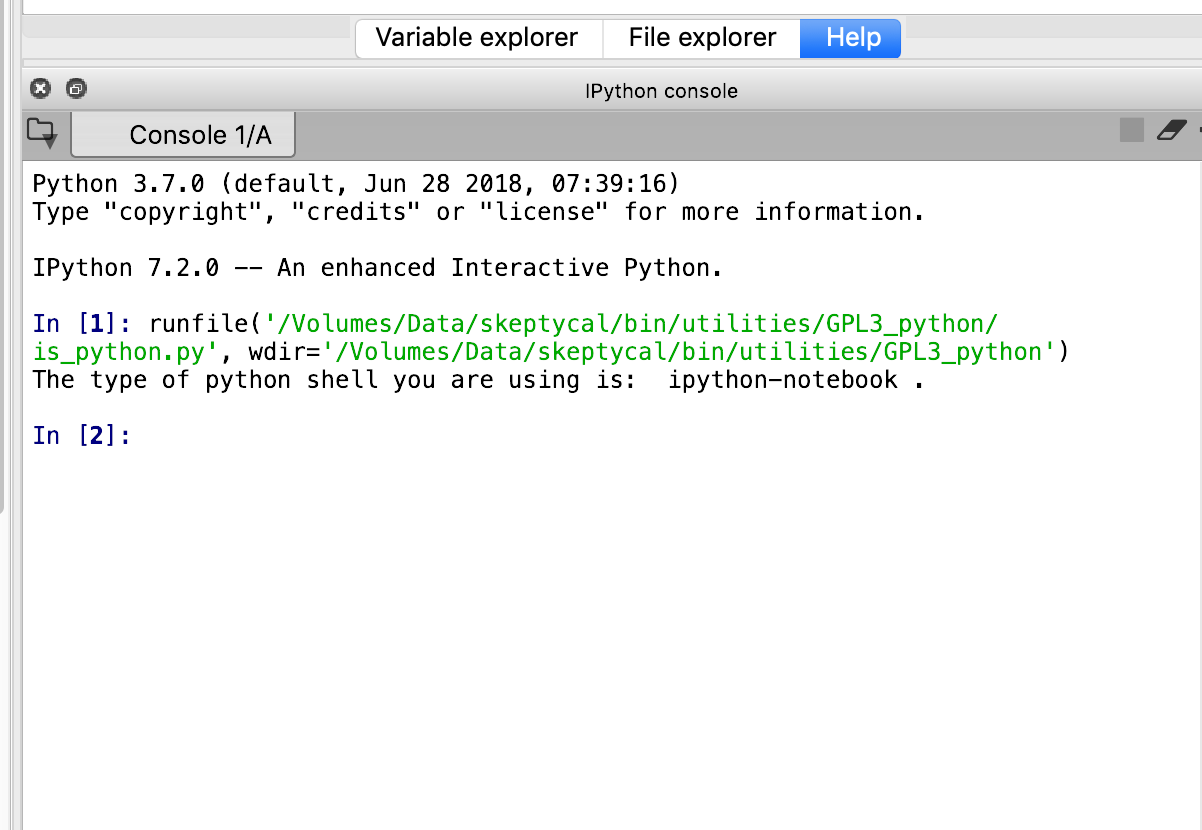 Variable explorer File explorer Help
IPython console
Console 1/A
Python 3.7.0 (default, Jun 28 2018, 07:39:16)
Type "copyright", "credits" or "license" for more information.
IPython 7.2.0 -- An enhanced Interactive Python.
In [1]: runfile('/Volumes/Data/skeptycal/bin/utilities/GPL3_python/
is_python.py', wdir='/Volumes/Data/skeptycal/bin/utilities/GPL3_python')
The type of python shell you are using is:  ipython-notebook .
In [2]: